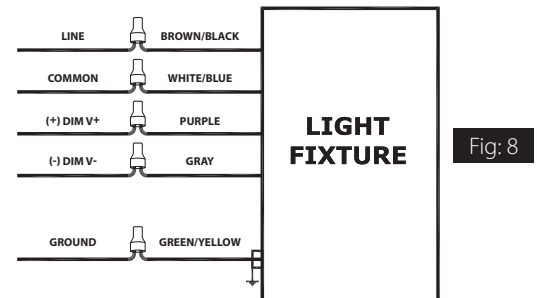 LINE BROWN/BLACK
COMMON WHITE/BLUE
(+) DIM V+ PURPLE
(-) DIM V- GRAY
GROUND GREEN/YELLOW
LIGHT
FIXTURE
Fig: 8